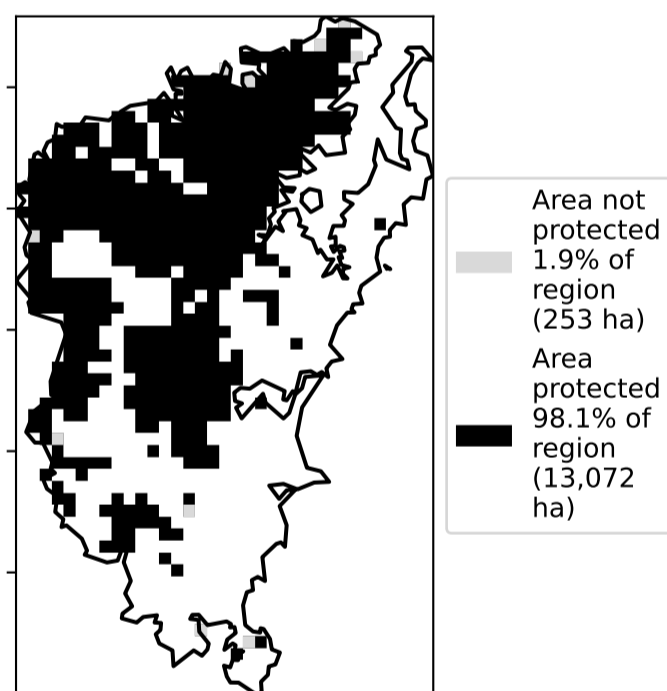 Area not
protected
1.9% of
region
(253 ha)
Area
protected
98.1% of
region
(13,072
ha)